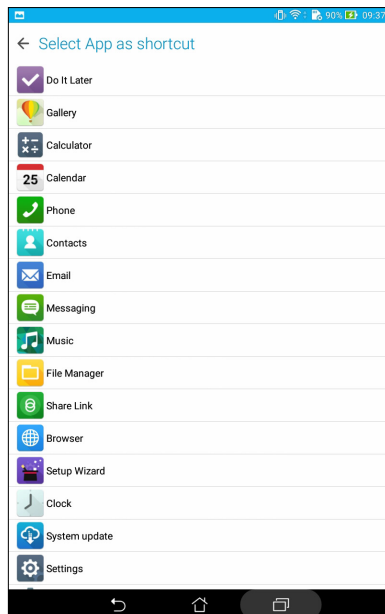 90% 09:37
Select App as shortcut
Do It Later
Gallery
Calculator
25 Calendar
Phone
Contacts
Email
Messaging
Music
File Manager
Share Link
Browser
Setup Wizard
Clock
System update
Settings